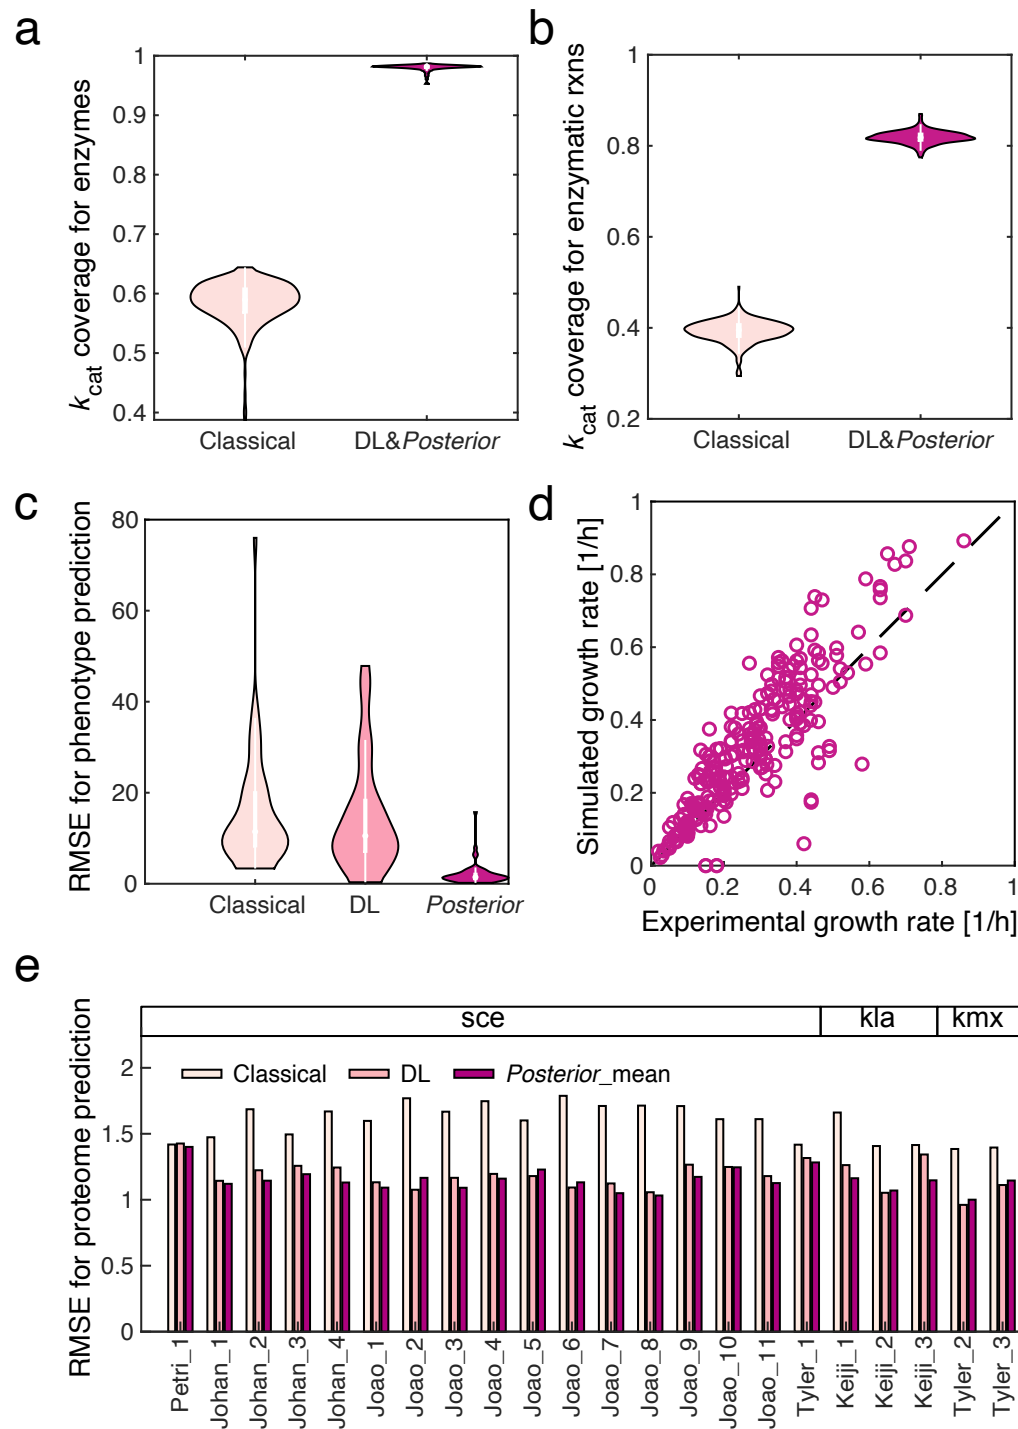 a
k_cat coverage for enzymes
1
0.9
0.8
0.7
0.6
0.5
0.4
Classical
DL&Posterior
b
k_cat coverage for enzymatic rxns
1
0.8
0.6
0.4
0.2
Classical
DL&Posterior
c
RMSE for phenotype prediction
80
60
40
20
0
Classical
DL
Posterior
d
Simulated growth rate [1/h]
1
0.8
0.6
0.4
0.2
0
0
0.2
0.4
0.6
0.8
1
Experimental growth rate [1/h]
e
RMSE for proteome prediction
sce
kla
kmx
Classical
DL
Posterior_mean
2
1.5
1
0.5
0
Petri_1
Johan_1
Johan_2
Johan_3
Johan_4
Joao_1
Joao_2
Joao_3
Joao_4
Joao_5
Joao_6
Joao_7
Joao_8
Joao_9
Joao_10
Joao_11
Tyler_1
Keiji_1
Keiji_2
Keiji_3
Tyler_2
Tyler_3